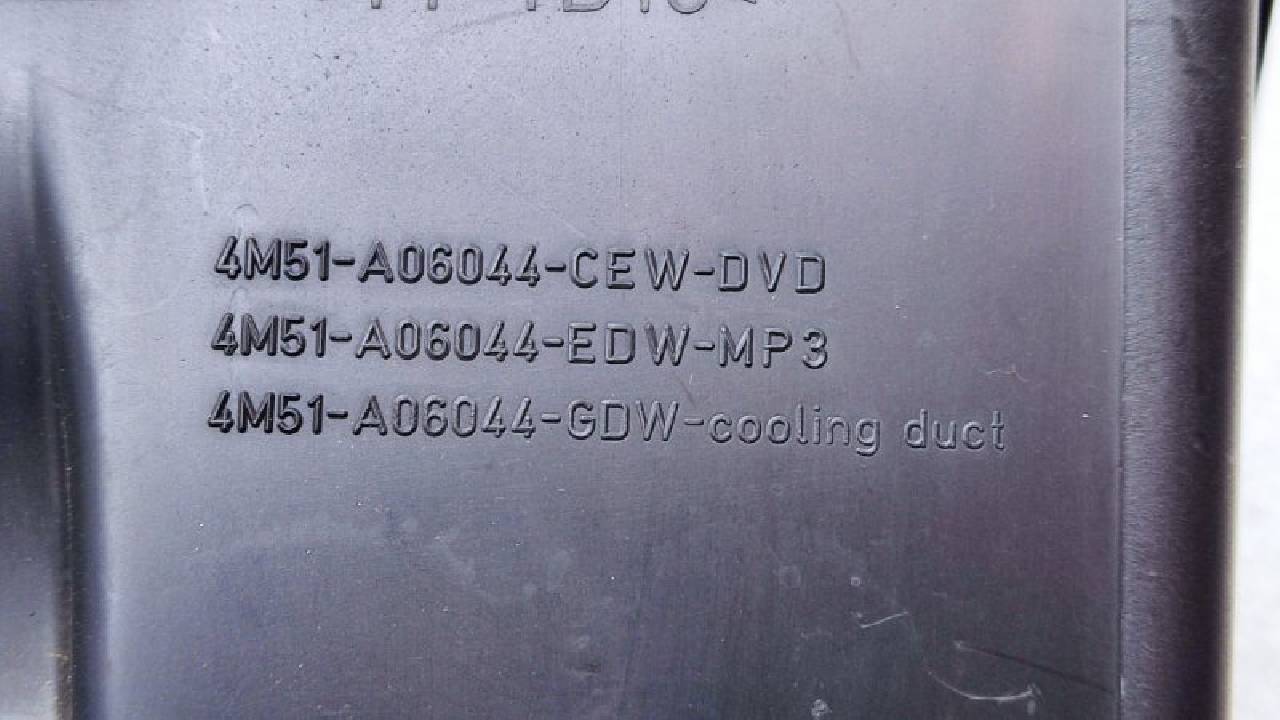 4M51-A06044-CEW-DVD
4M51-A06044-EDW-MP3
4M51-A06044-GDW-cooling duct